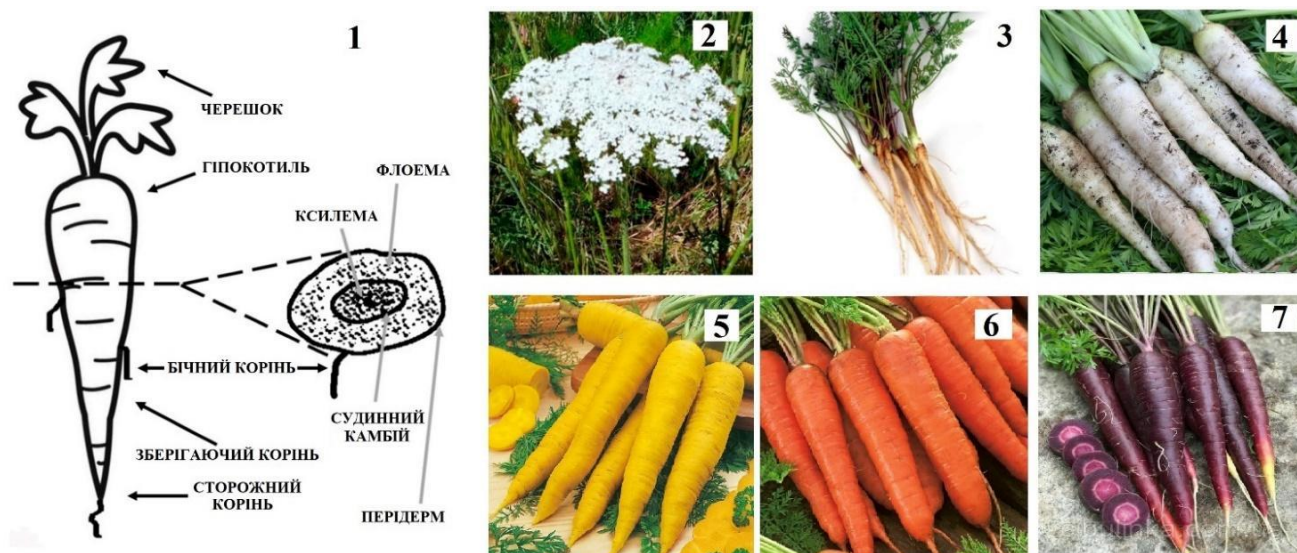 1
ЧЕРЕШОК
ГІПОКОТИЛЬ
ФЛОЕМА
КСИЛЕМА
БІЧНИЙ КОРІНЬ
СУДИННИЙ
КАМБІЙ
ЗБЕРІГАЮЧИЙ КОРІНЬ
СТОРОЖНИЙ
КОРІНЬ
ПЕРІДЕРМ
2
3
4
5
6
7